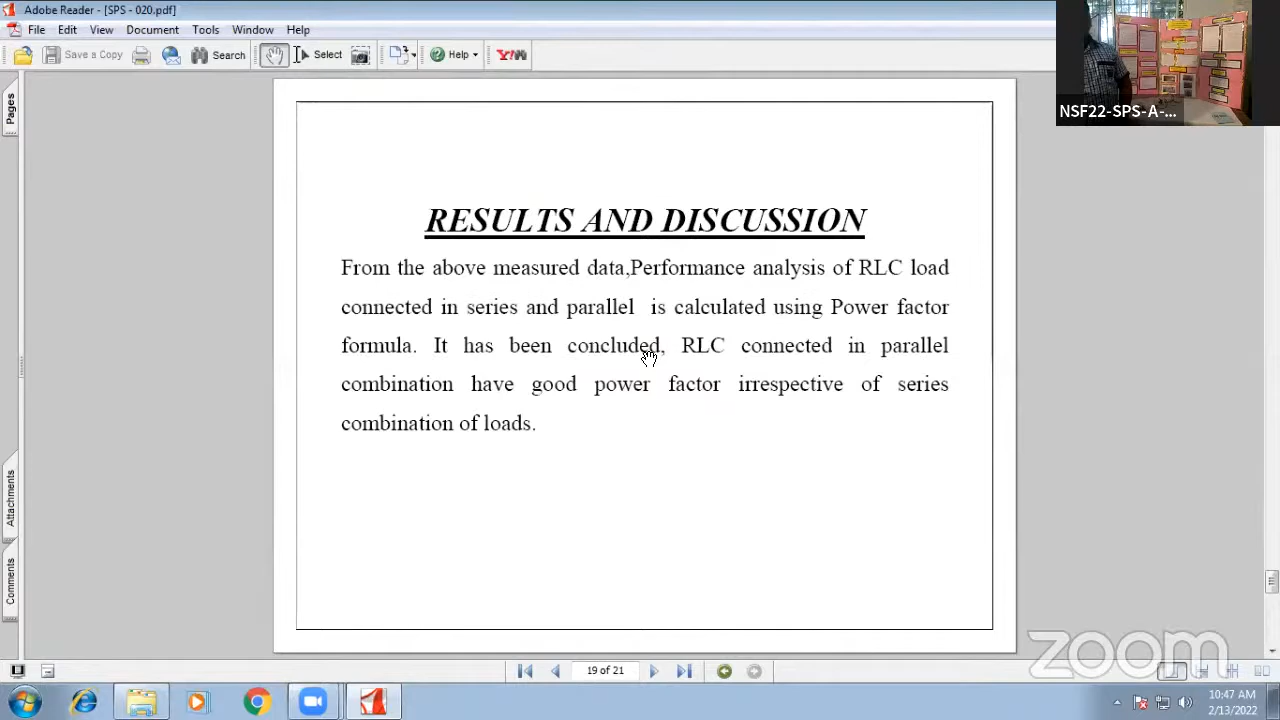 Adobe Reader - [SPS - 020.pdf]
File Edit View Document Tools Window Help
Save a Copy Search Select Help Y!
Pages
NSF22-SPS-A-...
RESULTS AND DISCUSSION
From the above measured data,Performance analysis of RLC load
connected in series and parallel is calculated using Power factor
formula. It has been concluded, RLC connected in parallel
combination have good power factor irrespective of series
combination of loads.
Attachments
Comments
zoom
19 of 21
10:47 AM
2/13/2022